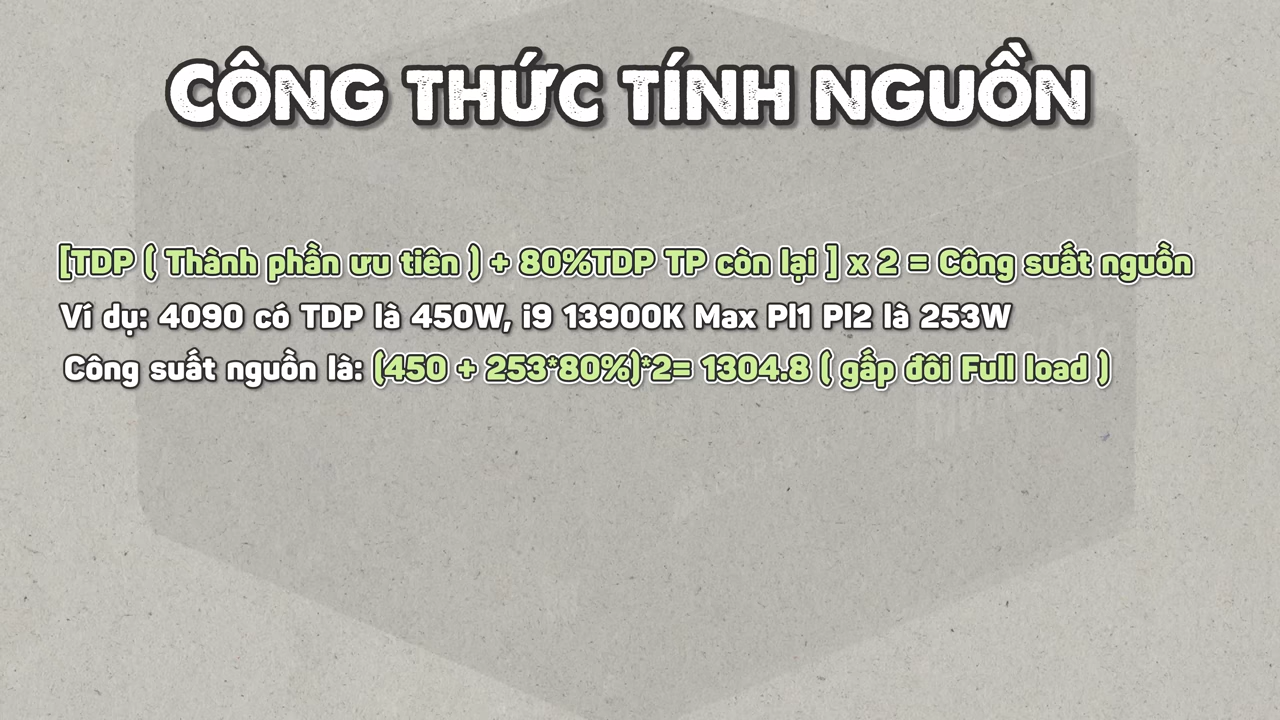 CÔNG THỨC TÍNH NGUỒN
[TDP ( Thành phần ưu tiên ) + 80%TDP TP còn lại ] x 2 = Công suất nguồn
Ví dụ: 4090 có TDP là 450W, i9 13900K Max Pl1 Pl2 là 253W
Công suất nguồn là: (450 + 253*80%)*2= 1304.8 ( gấp đôi Full load )